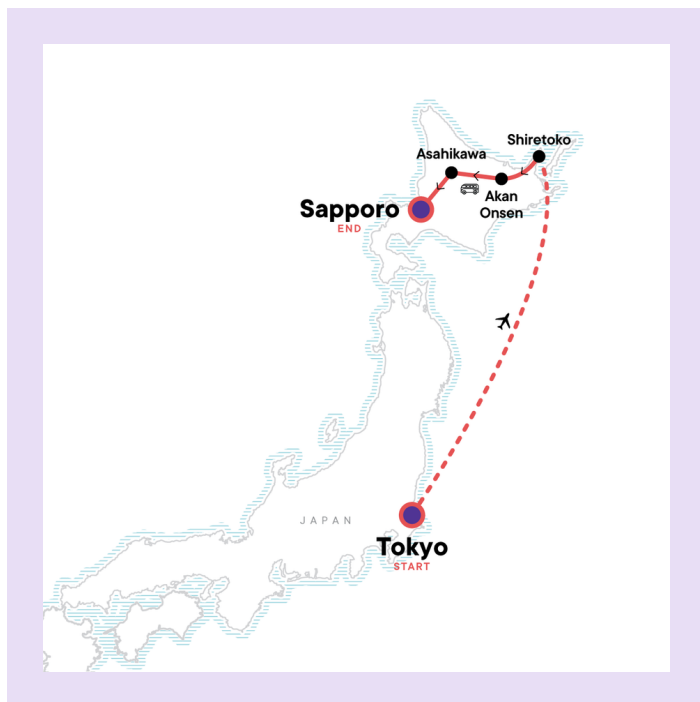 Shiretoko
Asahikawa
Akan
Onsen
Sapporo
END
JAPAN
Tokyo
START